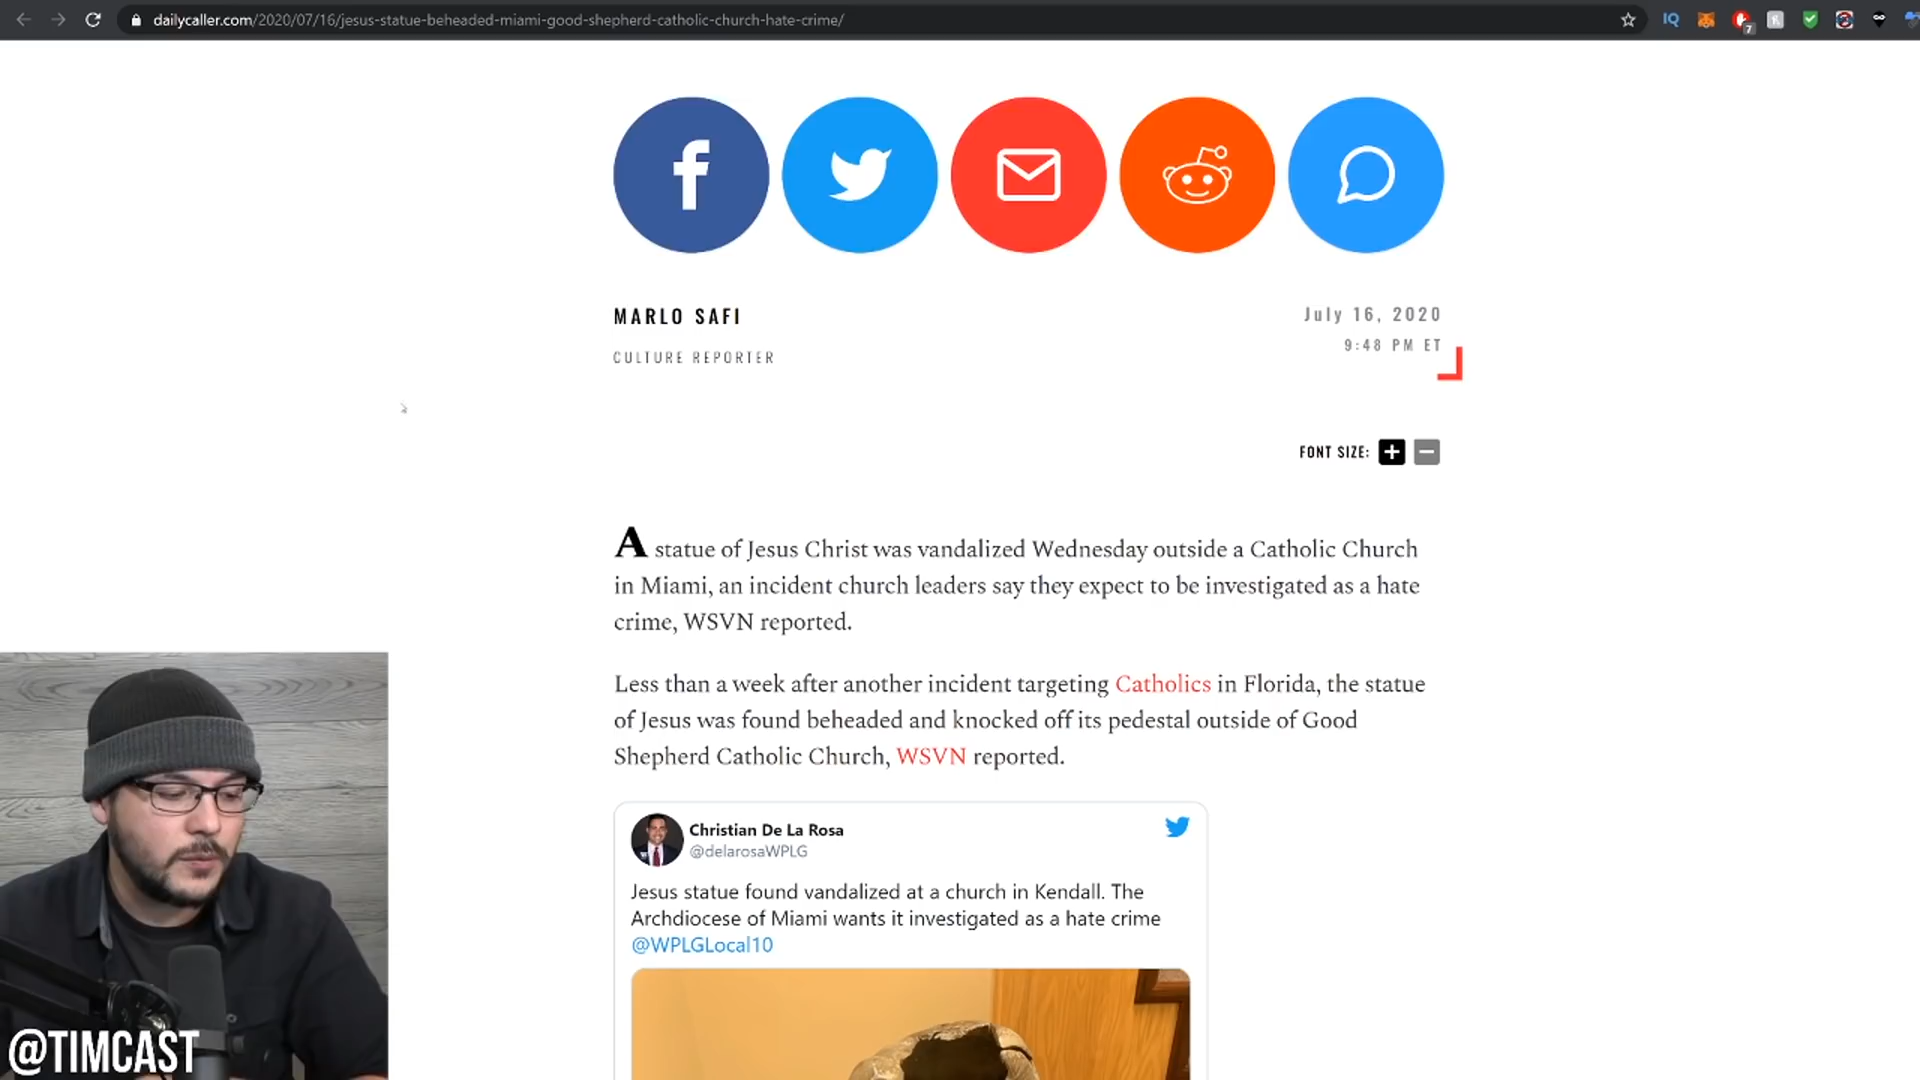 dailycaller.com/2020/07/16/jesus-statue-beheaded-miami-good-shepherd-catholic-church-hate-crime/
IQ
7
MARLO SAFI
July 16, 2020
CULTURE REPORTER
9:48 PM ET
FONT SIZE:
A statue of Jesus Christ was vandalized Wednesday outside a Catholic Church
in Miami, an incident church leaders say they expect to be investigated as a hate
crime, WSVN reported.
Less than a week after another incident targeting Catholics in Florida, the statue
of Jesus was found beheaded and knocked off its pedestal outside of Good
Shepherd Catholic Church, WSVN reported.
Christian De La Rosa
@delarosaWPLG
Jesus statue found vandalized at a church in Kendall. The
Archdiocese of Miami wants it investigated as a hate crime
@WPLGLocal10
@TIMCAST